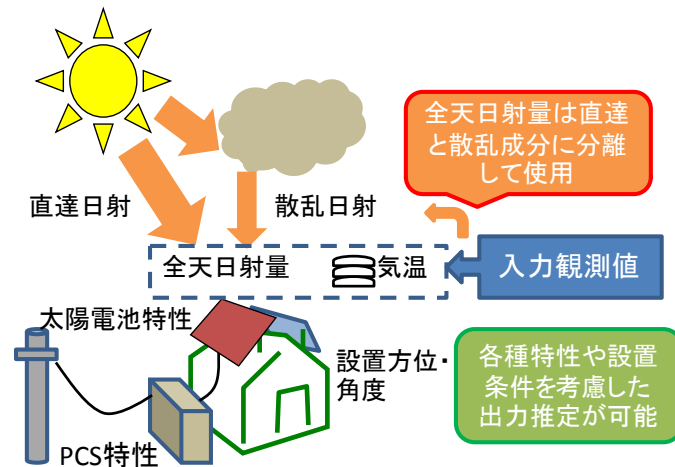 全天日射量は直達
と散乱成分に分離
して使用
直達日射
散乱日射
全天日射量
気温
入力観測値
太陽電池特性
設置方位・
角度
各種特性や設置
条件を考慮した
出力推定が可能
PCS特性